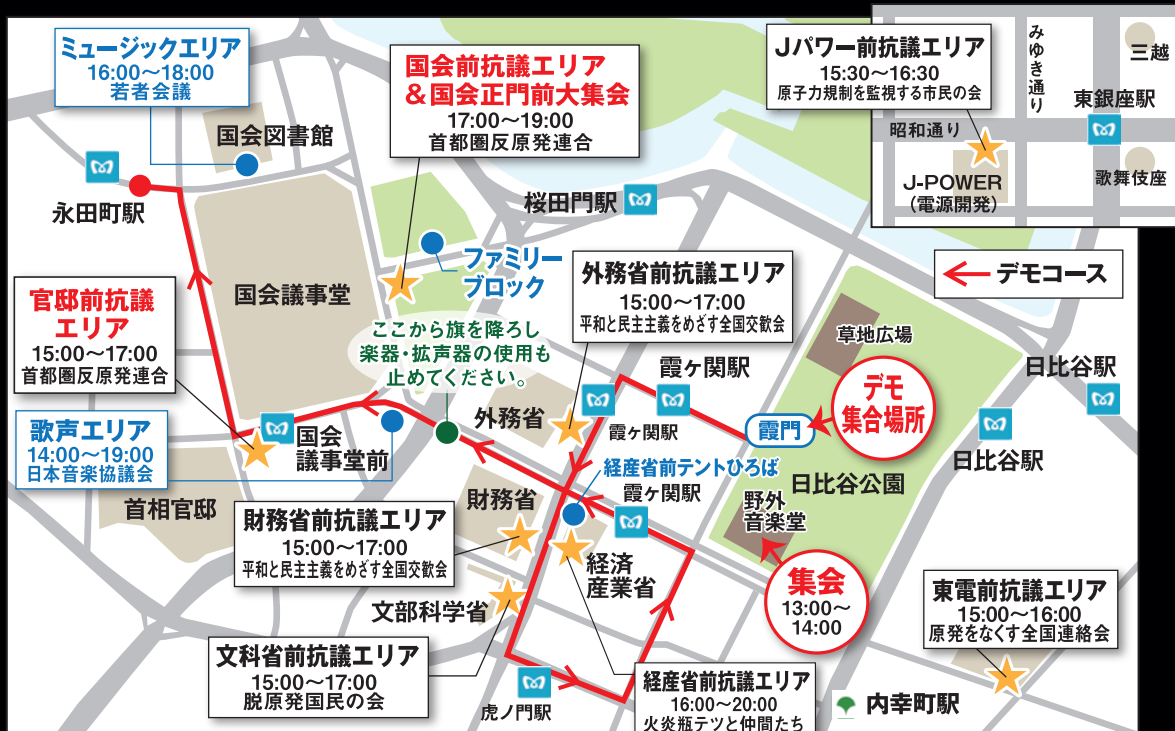 ミュージックエリア
16:00〜18:00
若者会議
国会前抗議エリア
&国会正門前大集会
17:00〜19:00
首都圏反原発連合
Jパワー前抗議エリア
15:30〜16:30
原子力規制を監視する市民の会
みゆき通り
三越
東銀座駅
昭和通り
J-POWER
(電源開発)
歌舞伎座
国会図書館
永田町駅
桜田門駅
ファミリー
ブロック
国会議事堂
外務省前抗議エリア
15:00〜17:00
平和と民主主義をめざす全国交歓会
デモコース
官邸前抗議
エリア
15:00〜17:00
首都圏反原発連合
ここから旗を降ろし
楽器・拡声器の使用も
止めてください。
草地広場
霞ヶ関駅
日比谷駅
デモ
集合場所
外務省
霞ヶ関駅
霞門
日比谷駅
歌声エリア
14:00〜19:00
日本音楽協議会
国会
議事堂前
経産省前テントひろば
霞ヶ関駅
日比谷公園
首相官邸
財務省
野外
音楽堂
財務省前抗議エリア
15:00〜17:00
平和と民主主義をめざす全国交歓会
経済
産業省
集会
13:00〜
14:00
東電前抗議エリア
15:00〜16:00
原発をなくす全国連絡会
文部科学省
文科省前抗議エリア
15:00〜17:00
脱原発国民の会
経産省前抗議エリア
16:00〜20:00
火炎瓶テツと仲間たち
虎ノ門駅
内幸町駅